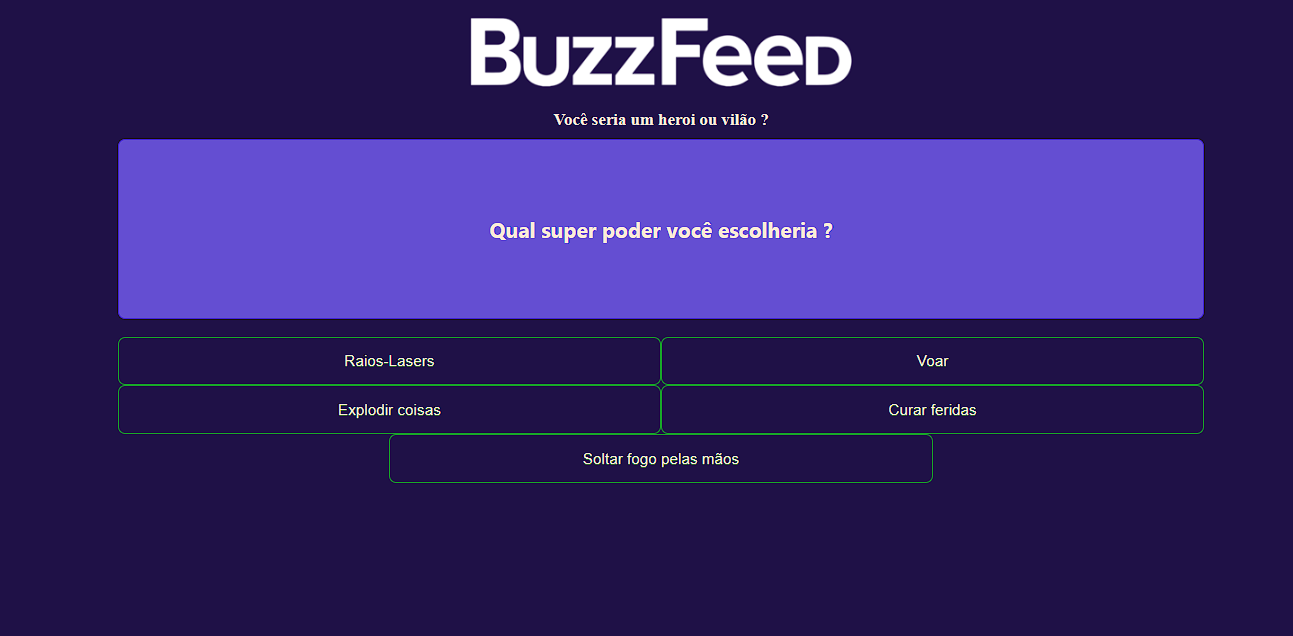 BuzzFeed
Você seria um heroi ou vilão ?
Qual super poder você escolheria ?
Raios-Lasers
Voar
Explodir coisas
Curar feridas
Soltar fogo pelas mãos